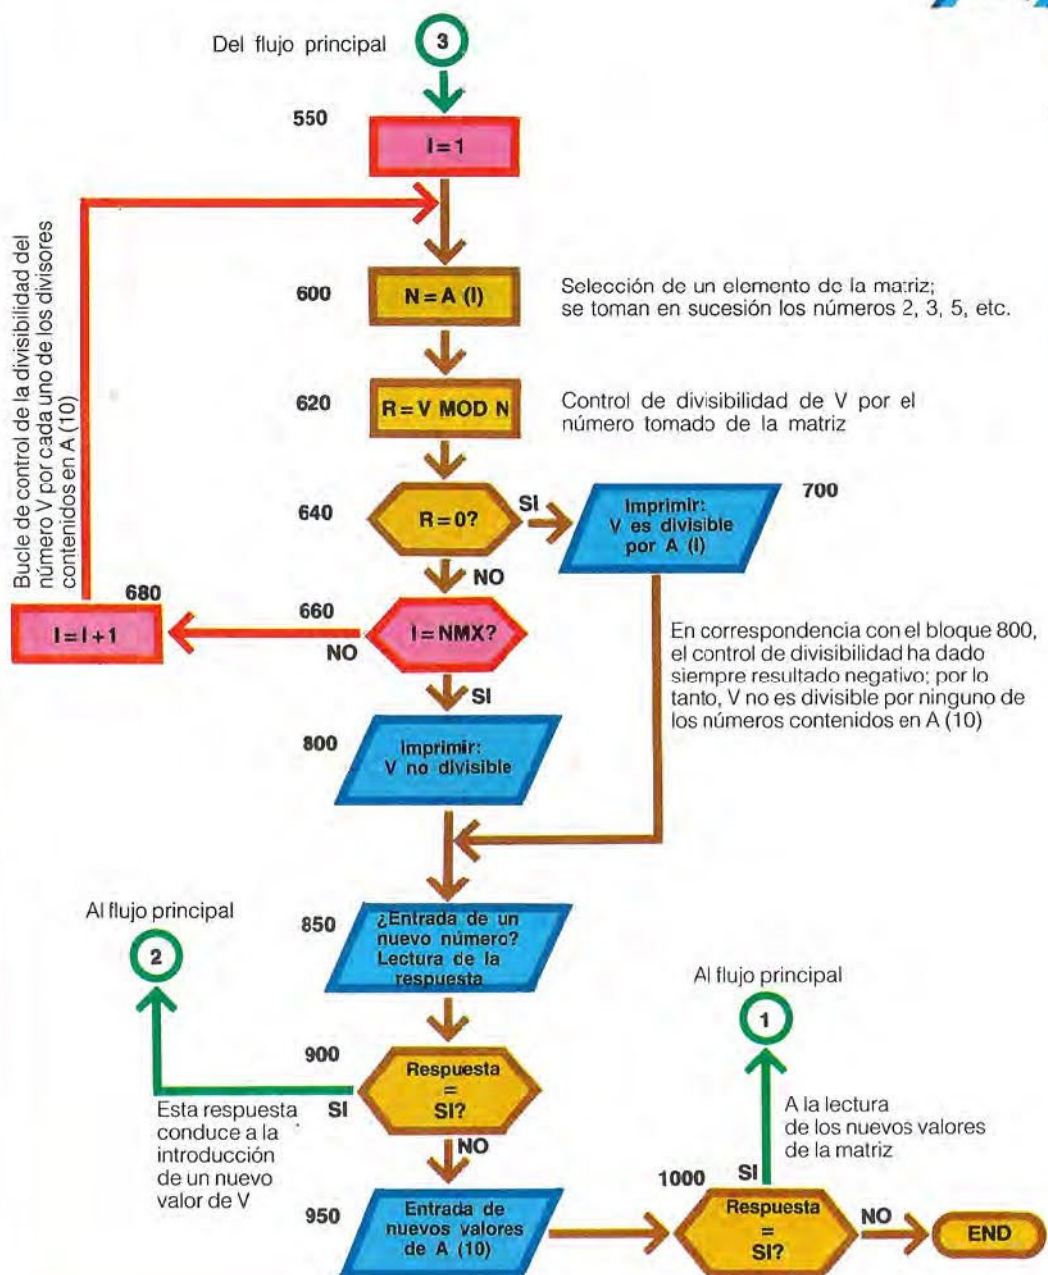 Del flujo principal
3
550
I = 1
Bucle de control de la divisibilidad del
número V por cada uno de los divisores
contenidos en A (10)
600
N = A (I)
Selección de un elemento de la matriz;
se toman en sucesión los números 2, 3, 5, etc.
620
R = V MOD N
Control de divisibilidad de V por el
número tomado de la matriz
640
R = 0?
SI
NO
700
Imprimir:
V es divisible
por A (I)
680
I = I + 1
660
NO
I = NMX?
SI
En correspondencia con el bloque 800,
el control de divisibilidad ha dado
siempre resultado negativo; por lo
tanto, V no es divisible por ninguno de
los números contenidos en A (10)
800
Imprimir:
V no divisible
Al flujo principal
2
850
¿Entrada de un
nuevo número?
Lectura de la
respuesta
Al flujo principal
1
900
Respuesta
=
SI?
SI
NO
Esta respuesta
conduce a la
introducción
de un nuevo
valor de V
A la lectura
de los nuevos valores
de la matriz
950
Entrada de
nuevos valores
de A (10)
1000
SI
Respuesta
=
SI?
NO
END